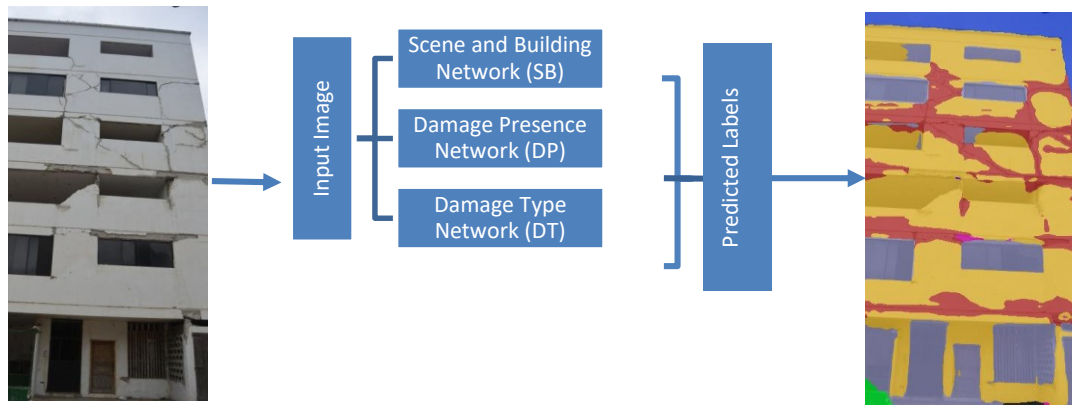 Input Image
Scene and Building
Network (SB)
Damage Presence
Network (DP)
Damage Type
Network (DT)
Predicted Labels